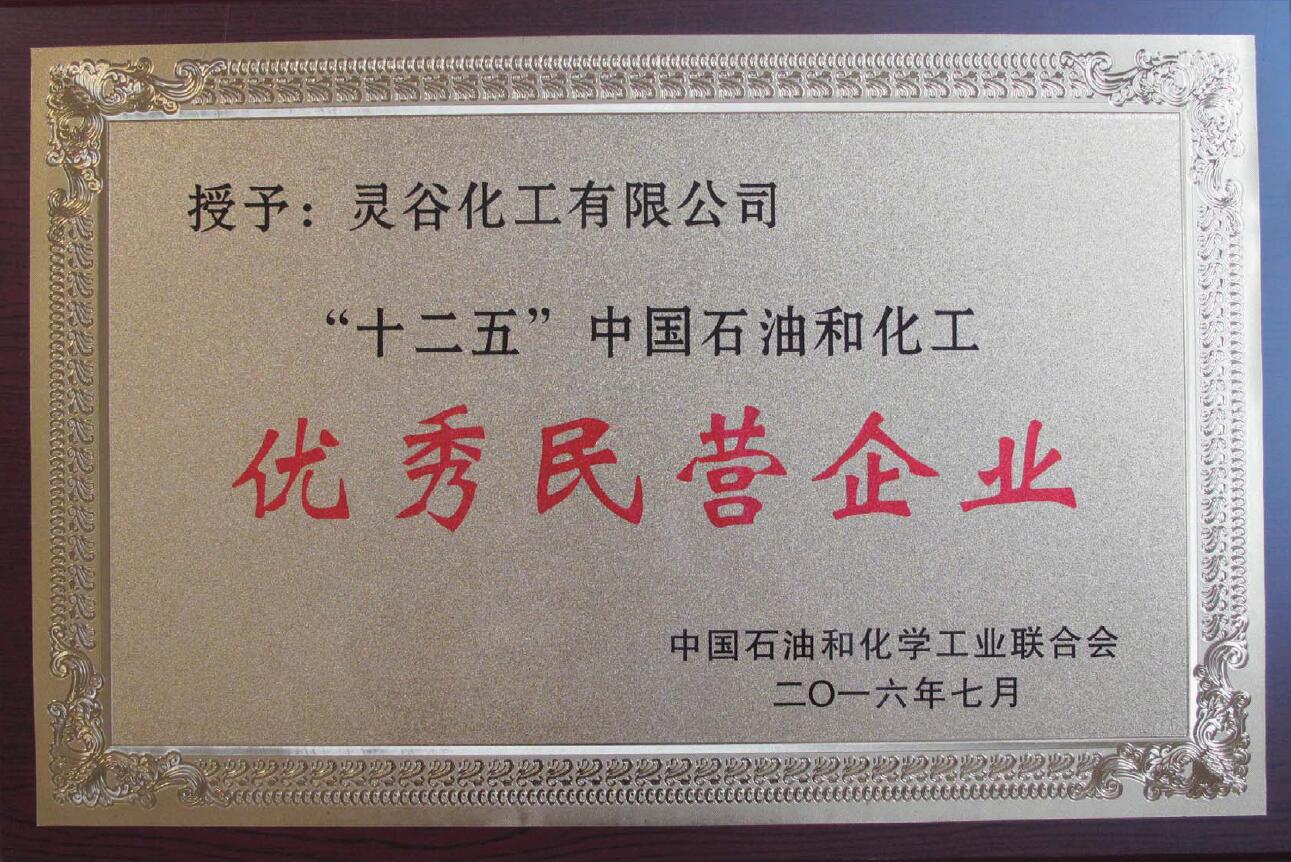 授予：灵谷化工有限公司
“十二五”中国石油和化工
优秀民营企业
中国石油和化学工业联合会
二〇一六年七月